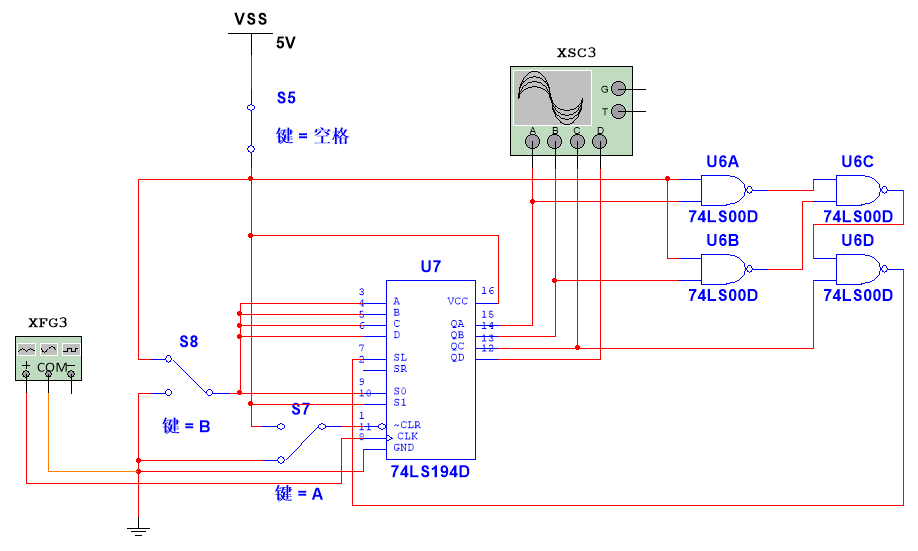 VSS
5V
S5
键 = 空格
XSC3
G
T
A
B
C
D
U6A
74LS00D
U6C
74LS00D
U6B
74LS00D
U6D
74LS00D
U7
3
4
5
6
7
2
9
10
1
11
8
A
B
C
D
SL
SR
S0
S1
~CLR
CLK
GND
VCC
QA
QB
QC
QD
16
15
14
13
12
74LS194D
XFG3
+
COM
−
S8
键 = B
S7
键 = A